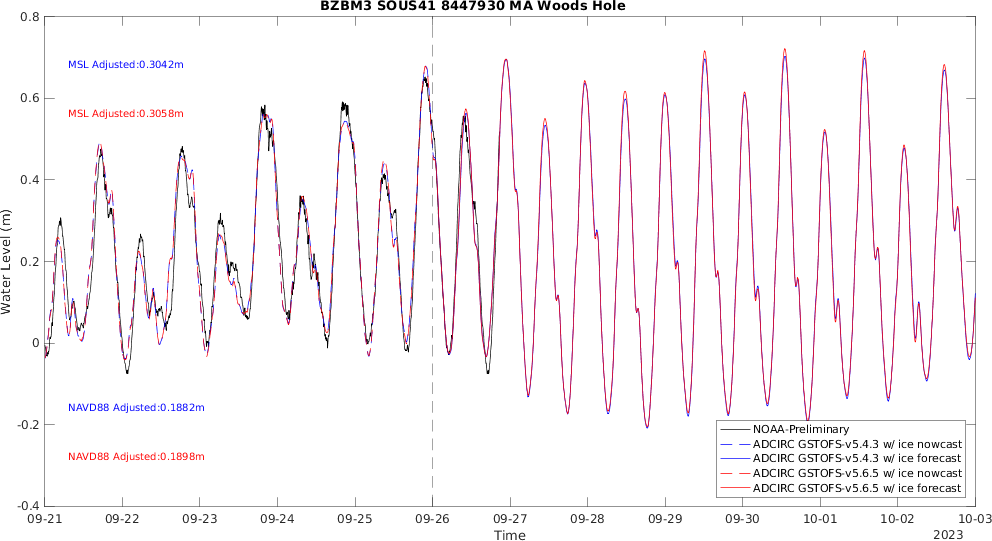 BZBM3 SOUS41 8447930 MA Woods Hole
0.8
0.6
0.4
0.2
0
-0.2
-0.4
Water Level (m)
MSL Adjusted:0.3042m
MSL Adjusted:0.3058m
NAVD88 Adjusted:0.1882m
NAVD88 Adjusted:0.1898m
NOAA-Preliminary
ADCIRC GSTOFS-v5.4.3 w/ ice nowcast
ADCIRC GSTOFS-v5.4.3 w/ ice forecast
ADCIRC GSTOFS-v5.6.5 w/ ice nowcast
ADCIRC GSTOFS-v5.6.5 w/ ice forecast
09-21 09-22 09-23 09-24 09-25 09-26 09-27 09-28 09-29 09-30 10-01 10-02 10-03
Time
2023